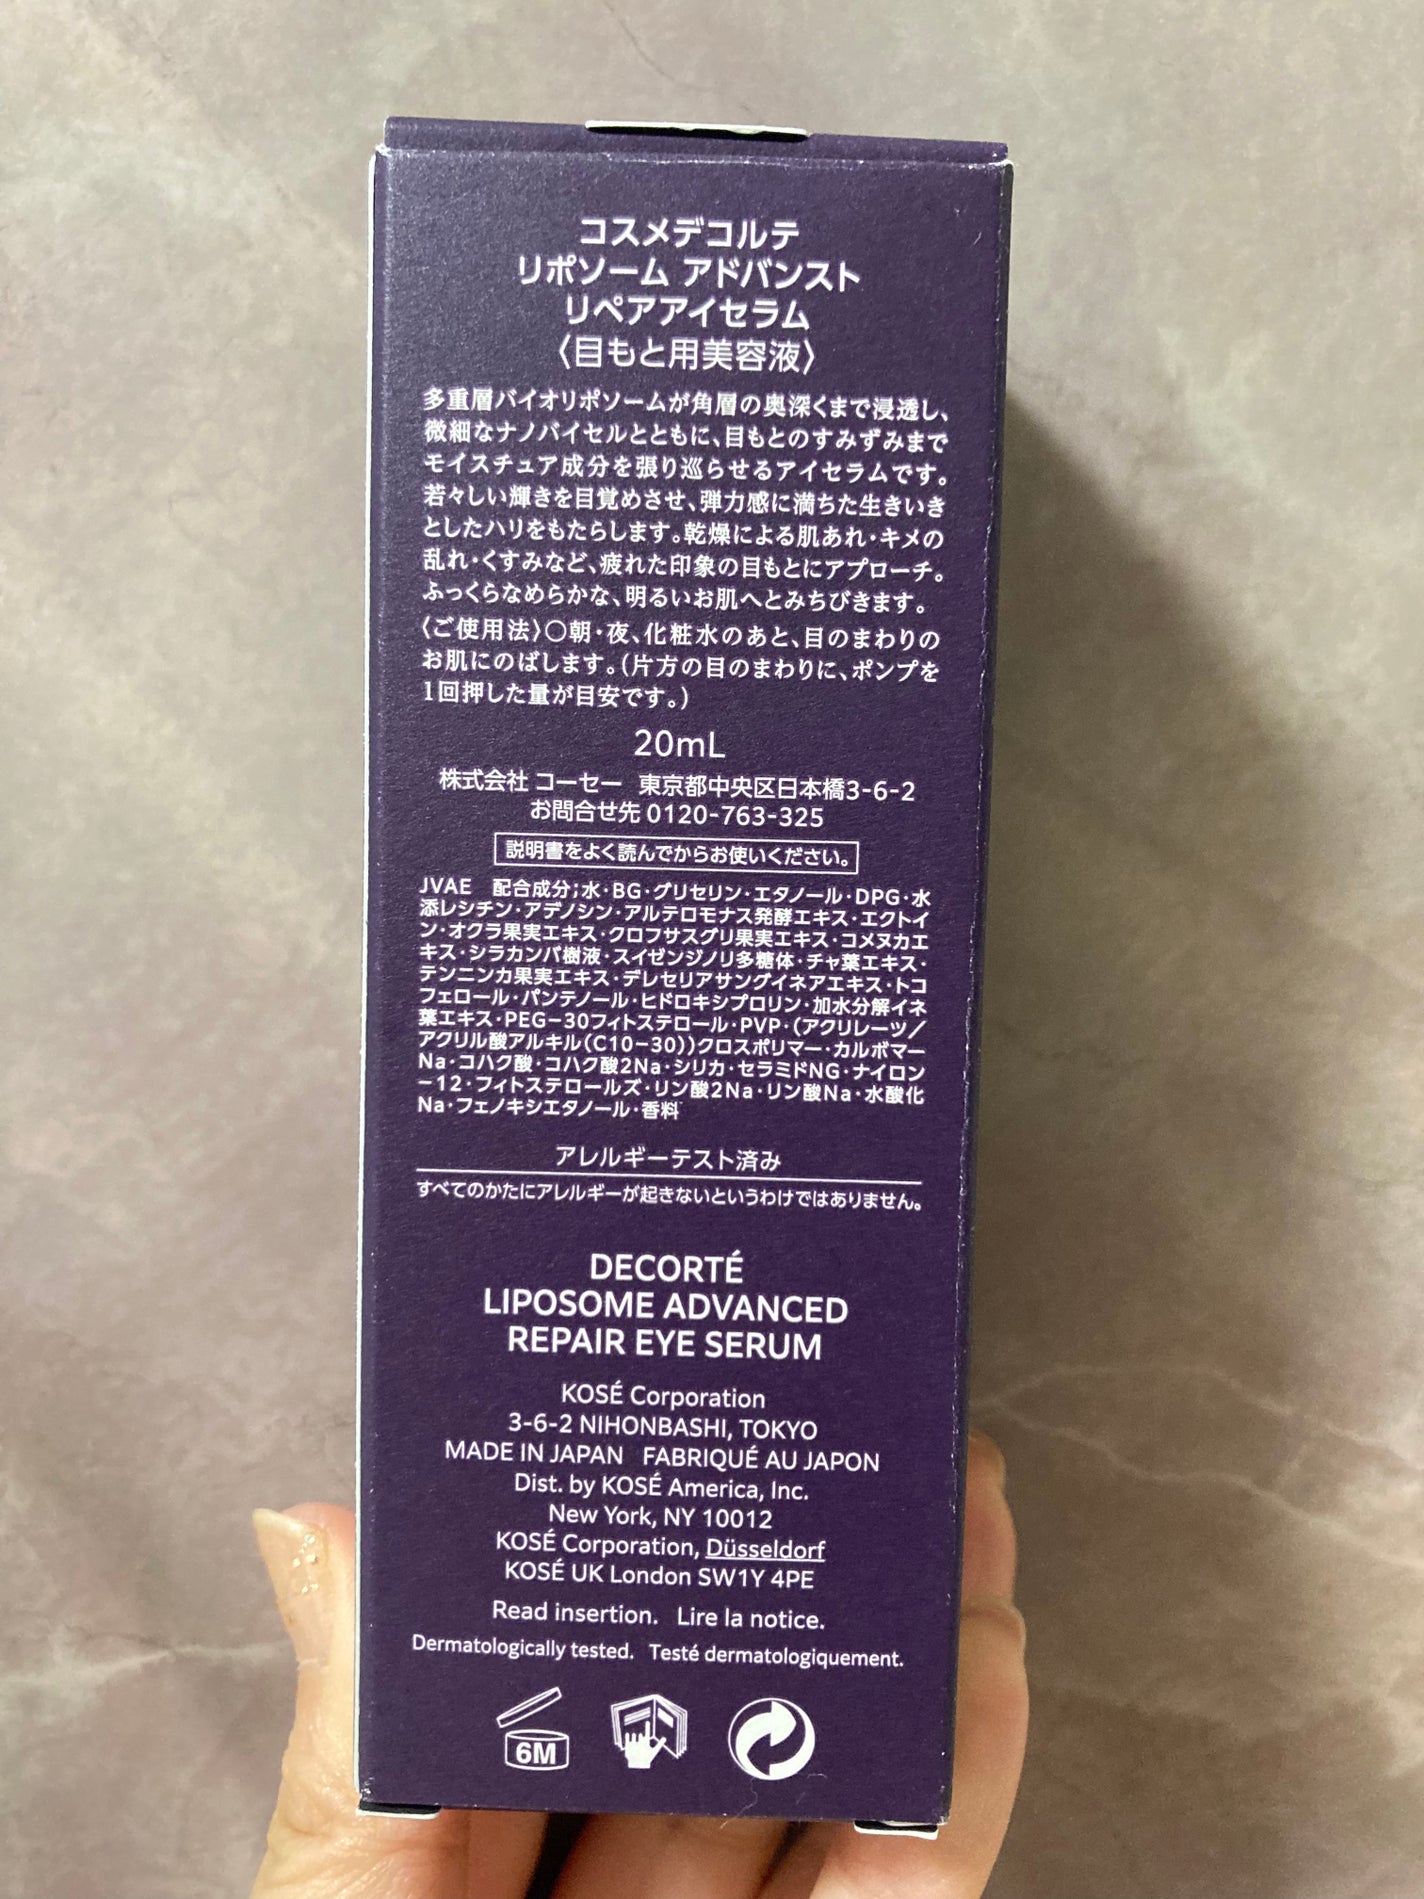 コスメデコルテ
リポソーム アドバンスト
リペアアイセラム
〈目もと用美容液〉
多重層バイオリポソームが角層の奥深くまで浸透し、
微細なナノバイセルとともに、目もとのすみずみまで
モイスチュア成分を張り巡らせるアイセラムです。
若々しい輝きを目覚めさせ、弾力感に満ちた生きいき
としたハリをもたらします。乾燥による肌あれ・キメの
乱れ・くすみなど、疲れた印象の目もとにアプローチ。
ふっくらなめらかな、明るいお肌へとみちびきます。
〈ご使用法〉○朝・夜、化粧水のあと、目のまわりの
お肌にのばします。(片方の目のまわりに、ポンプを
1回押した量が目安です。)
20mL
株式会社 コーセー 東京都中央区日本橋3-6-2
お問合せ先 0120-763-325
説明書をよく読んでからお使いください。
JVAE 配合成分;水・BG・グリセリン・エタノール・DPG・水
添レシチン・アデノシン・アルテロモナス発酵エキス・エクトイ
ン・オクラ果実エキス・クロフサスグリ果実エキス・コメヌカエ
キス・シラカンバ樹液・スイゼンジノリ多糖体・チャ葉エキス・
テンニンカ果実エキス・デレセリアサングイネアエキス・トコ
フェロール・パンテノール・ヒドロキシプロリン・加水分解イネ
葉エキス・PEG-30フィトステロール・PVP・(アクリレーツ/
アクリル酸アルキル(C10-30))クロスポリマー・カルボマー
Na・コハク酸・コハク酸2Na・シリカ・セラミドNG・ナイロン
-12・フィトステロールズ・リン酸2Na・リン酸Na・水酸化
Na・フェノキシエタノール・香料
アレルギーテスト済み
すべてのかたにアレルギーが起きないというわけではありません。
DECORTÉ
LIPOSOME ADVANCED
REPAIR EYE SERUM
KOSÉ Corporation
3-6-2 NIHONBASHI, TOKYO
MADE IN JAPAN FABRIQUÉ AU JAPON
Dist. by KOSÉ America, Inc.
New York, NY 10012
KOSÉ Corporation, Düsseldorf
KOSÉ UK London SW1Y 4PE
Read insertion. Lire la notice.
Dermatologically tested. Testé dermatologiquement.
6M